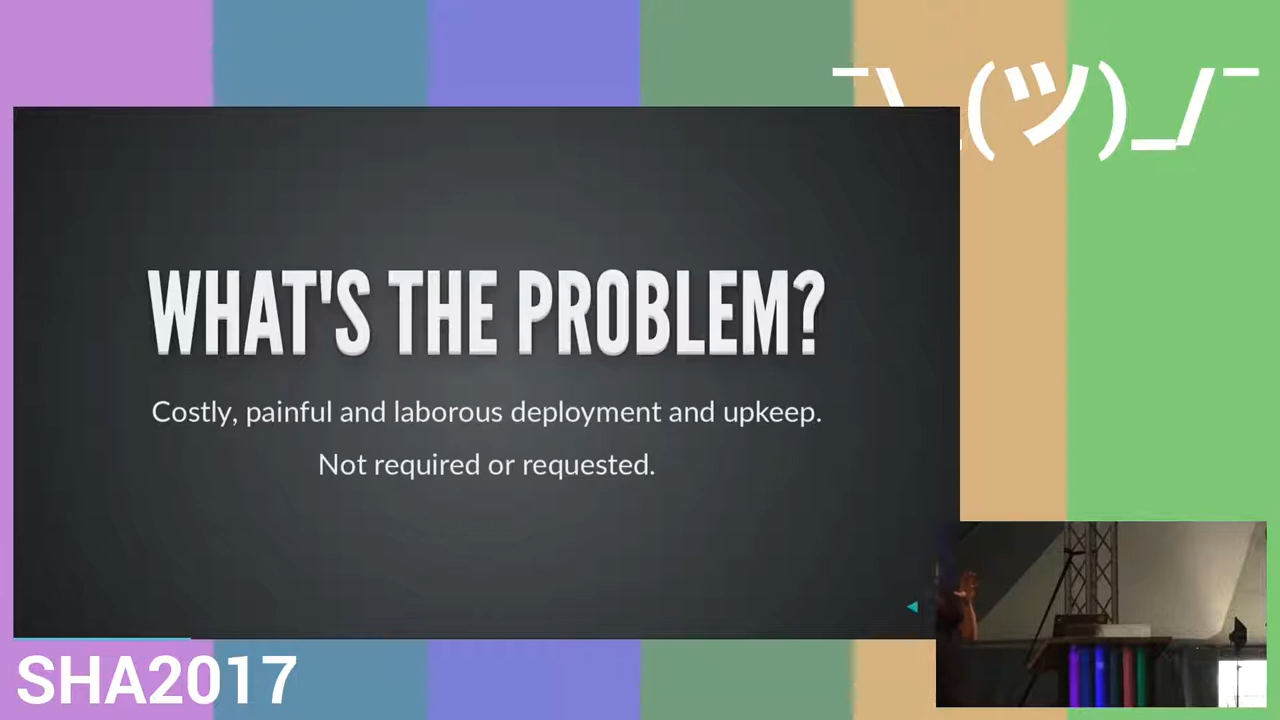 ¯\_(ツ)_/¯
WHAT'S THE PROBLEM?
Costly, painful and laborous deployment and upkeep.
Not required or requested.
SHA2017